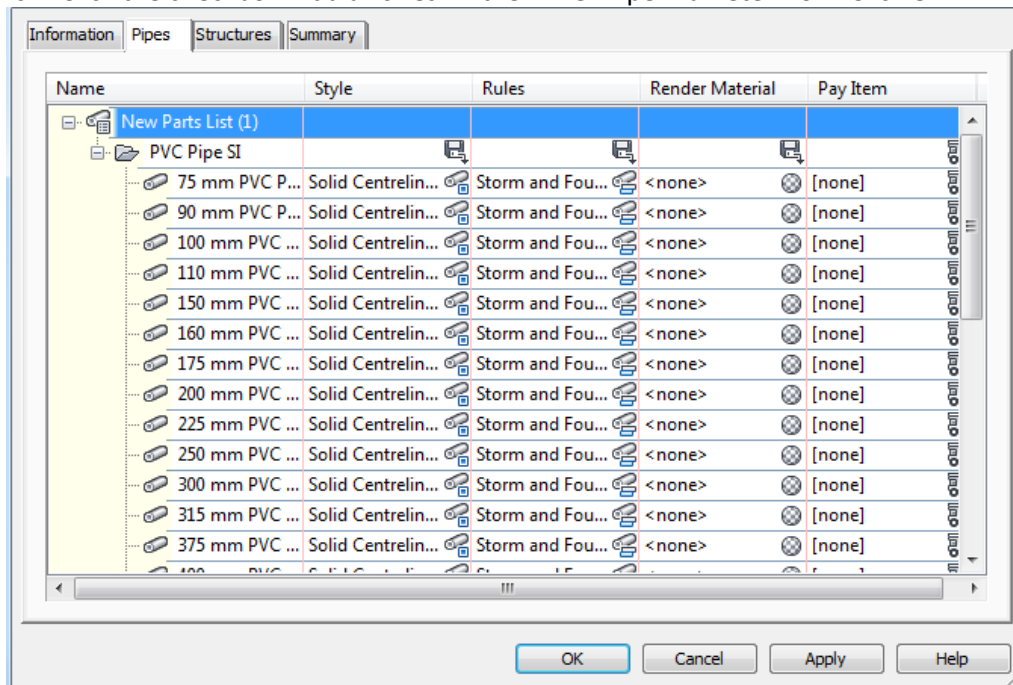 Information Pipes Structures Summary
Name Style Rules Render Material Pay Item
New Parts List (1)
PVC Pipe SI
75 mm PVC P... Solid Centrelin... Storm and Fou... <none> [none]
90 mm PVC P... Solid Centrelin... Storm and Fou... <none> [none]
100 mm PVC ... Solid Centrelin... Storm and Fou... <none> [none]
110 mm PVC ... Solid Centrelin... Storm and Fou... <none> [none]
150 mm PVC ... Solid Centrelin... Storm and Fou... <none> [none]
160 mm PVC ... Solid Centrelin... Storm and Fou... <none> [none]
175 mm PVC ... Solid Centrelin... Storm and Fou... <none> [none]
200 mm PVC ... Solid Centrelin... Storm and Fou... <none> [none]
225 mm PVC ... Solid Centrelin... Storm and Fou... <none> [none]
250 mm PVC ... Solid Centrelin... Storm and Fou... <none> [none]
300 mm PVC ... Solid Centrelin... Storm and Fou... <none> [none]
315 mm PVC ... Solid Centrelin... Storm and Fou... <none> [none]
375 mm PVC ... Solid Centrelin... Storm and Fou... <none> [none]
OK Cancel Apply Help